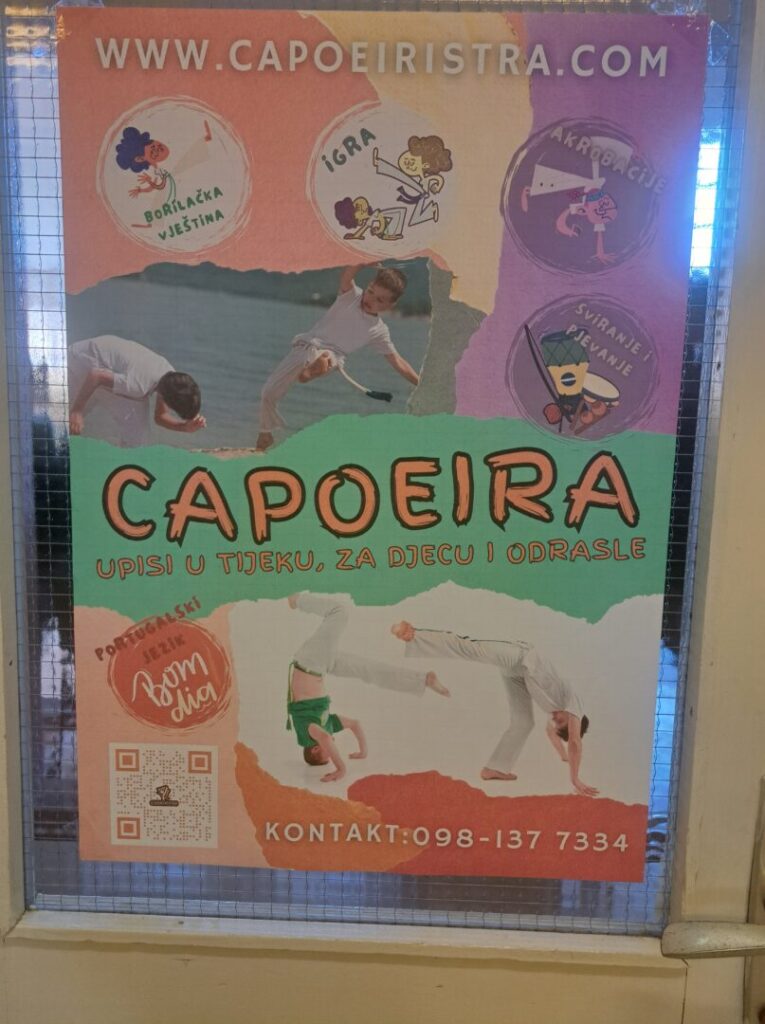 WWW.CAPOEIRISTRA.COM
BORILAČKA
VJEŠTINA
IGRA
AKROBACIJE
SVIRANJE I
PJEVANJE
CAPOEIRA
UPISI U TIJEKU, ZA DJECU I ODRASLE
PORTUGALSKI
JEZIK
Bom
dia
KONTAKT:098-137 7334